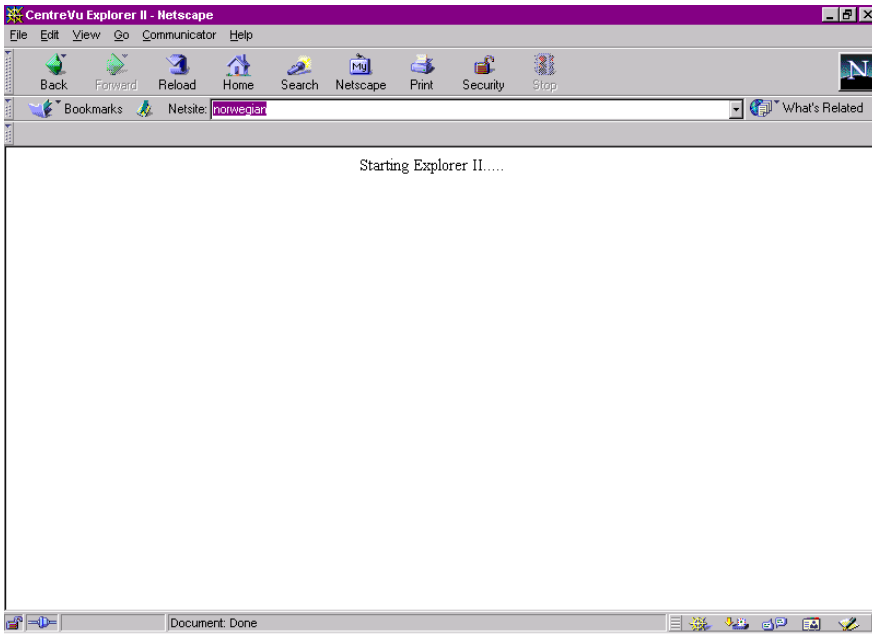 CentreVu Explorer II - Netscape
File Edit View Go Communicator Help
Back Forward Reload Home Search Netscape Print Security Stop
Bookmarks Netsite: norwegian What's Related
Starting Explorer II.....
Document: Done